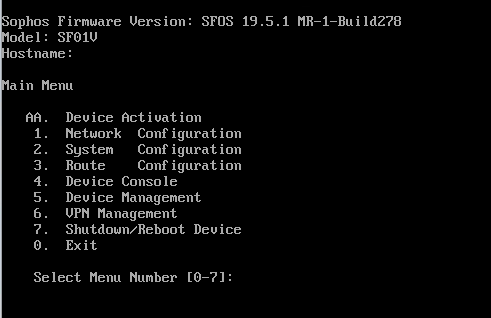 Sophos Firmware Version: SFOS 19.5.1 MR-1-Build278
Model: SF01V
Hostname:
Main Menu
AA. Device Activation
1. Network Configuration
2. System Configuration
3. Route Configuration
4. Device Console
5. Device Management
6. VPN Management
7. Shutdown/Reboot Device
0. Exit
Select Menu Number [0-7]: